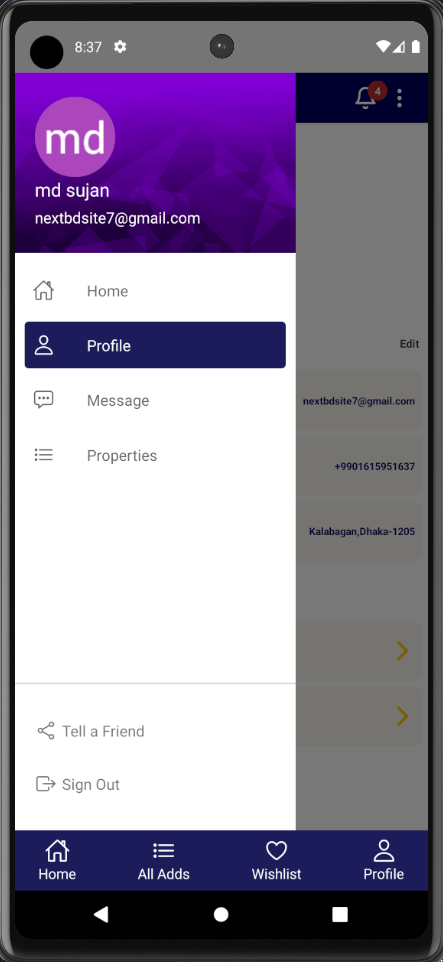 8:37
4
md
md sujan
nextbdsite7@gmail.com
Home
Profile
Edit
Message
nextbdsite7@gmail.com
Properties
+9901615951637
Kalabagan,Dhaka-1205
Tell a Friend
Sign Out
Home
All Adds
Wishlist
Profile